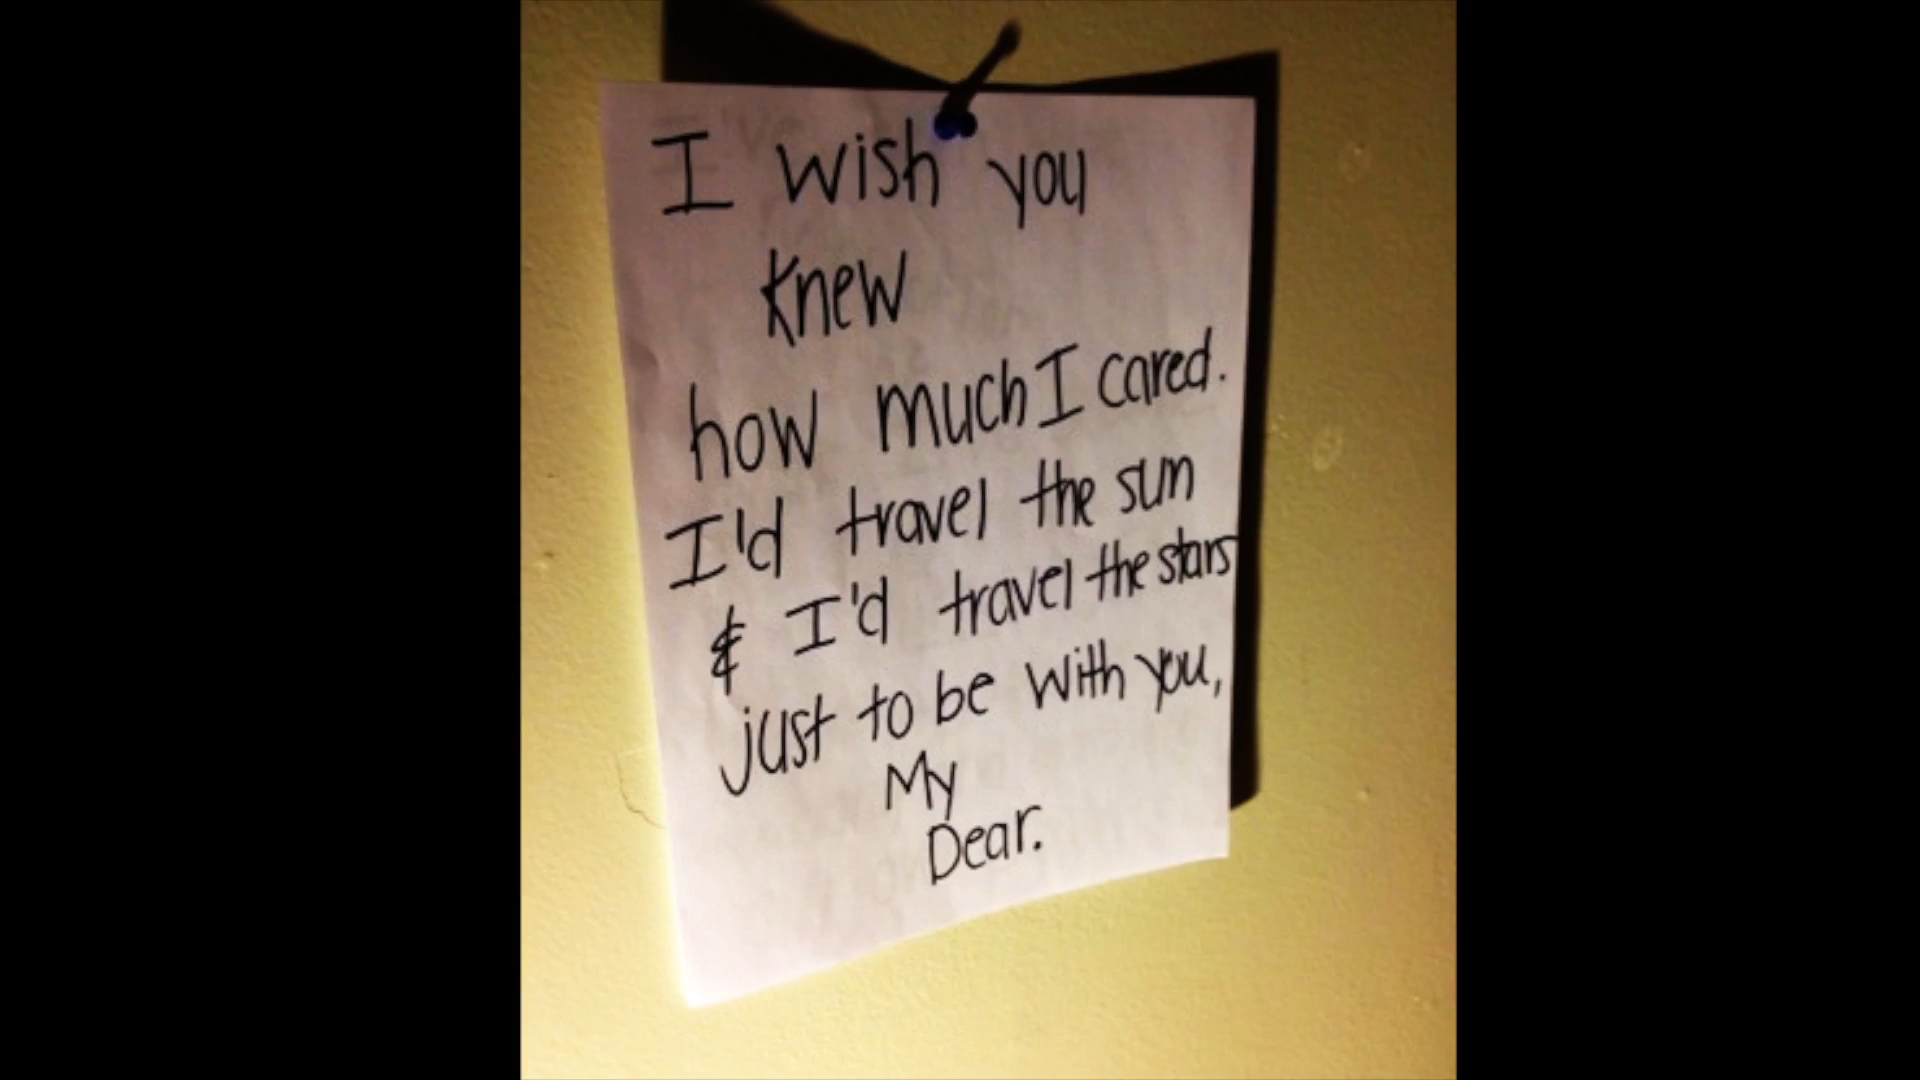 I wish you
knew
how much I cared.
I'd travel the sun
& I'd travel the stars
just to be with you,
My
Dear.